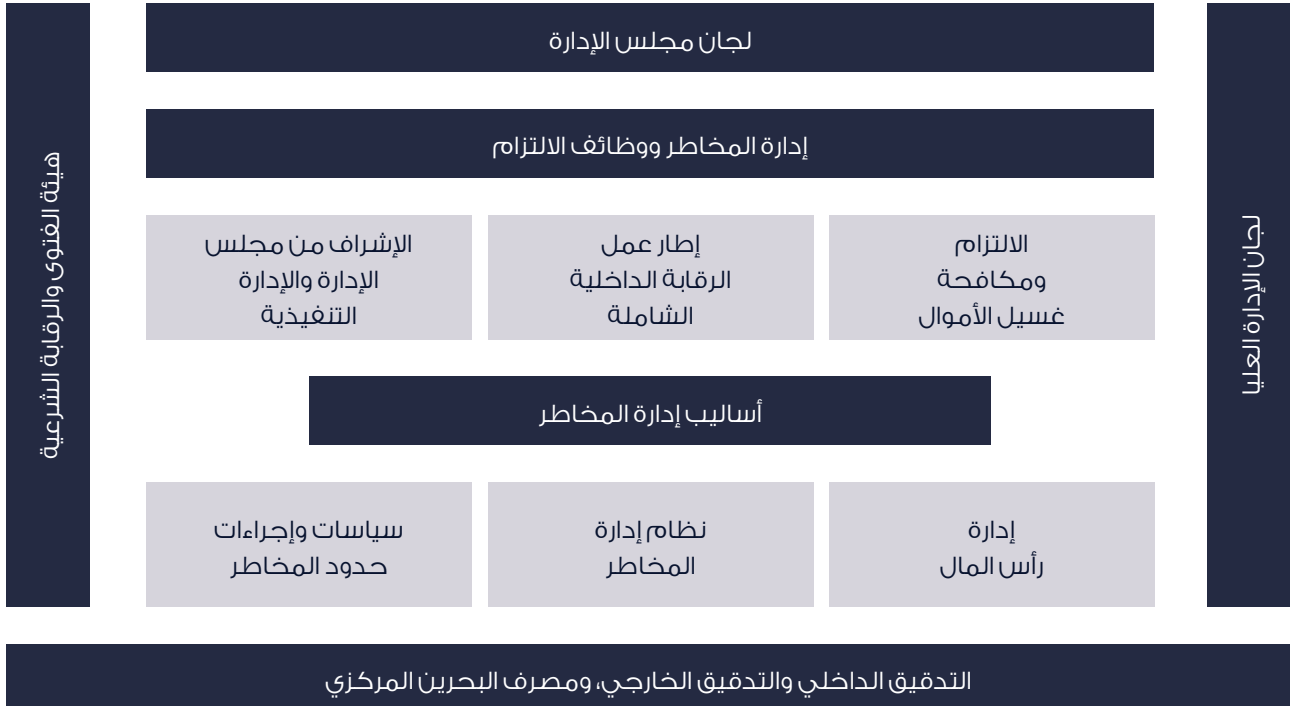 لجان مجلس الإدارة
إدارة المخاطر ووظائف الالتزام
لجان الإدارة العليا
الالتزام
ومكافحة
غسيل الأموال
إطار عمل
الرقابة الداخلية
الشاملة
الإشراف من مجلس
الإدارة والإدارة
التنفيذية
هيئة الفتوى والرقابة الشرعية
أساليب إدارة المخاطر
إدارة
رأس المال
نظام إدارة
المخاطر
سياسات وإجراءات
حدود المخاطر
التدقيق الداخلي والتدقيق الخارجي، ومصرف البحرين المركزي